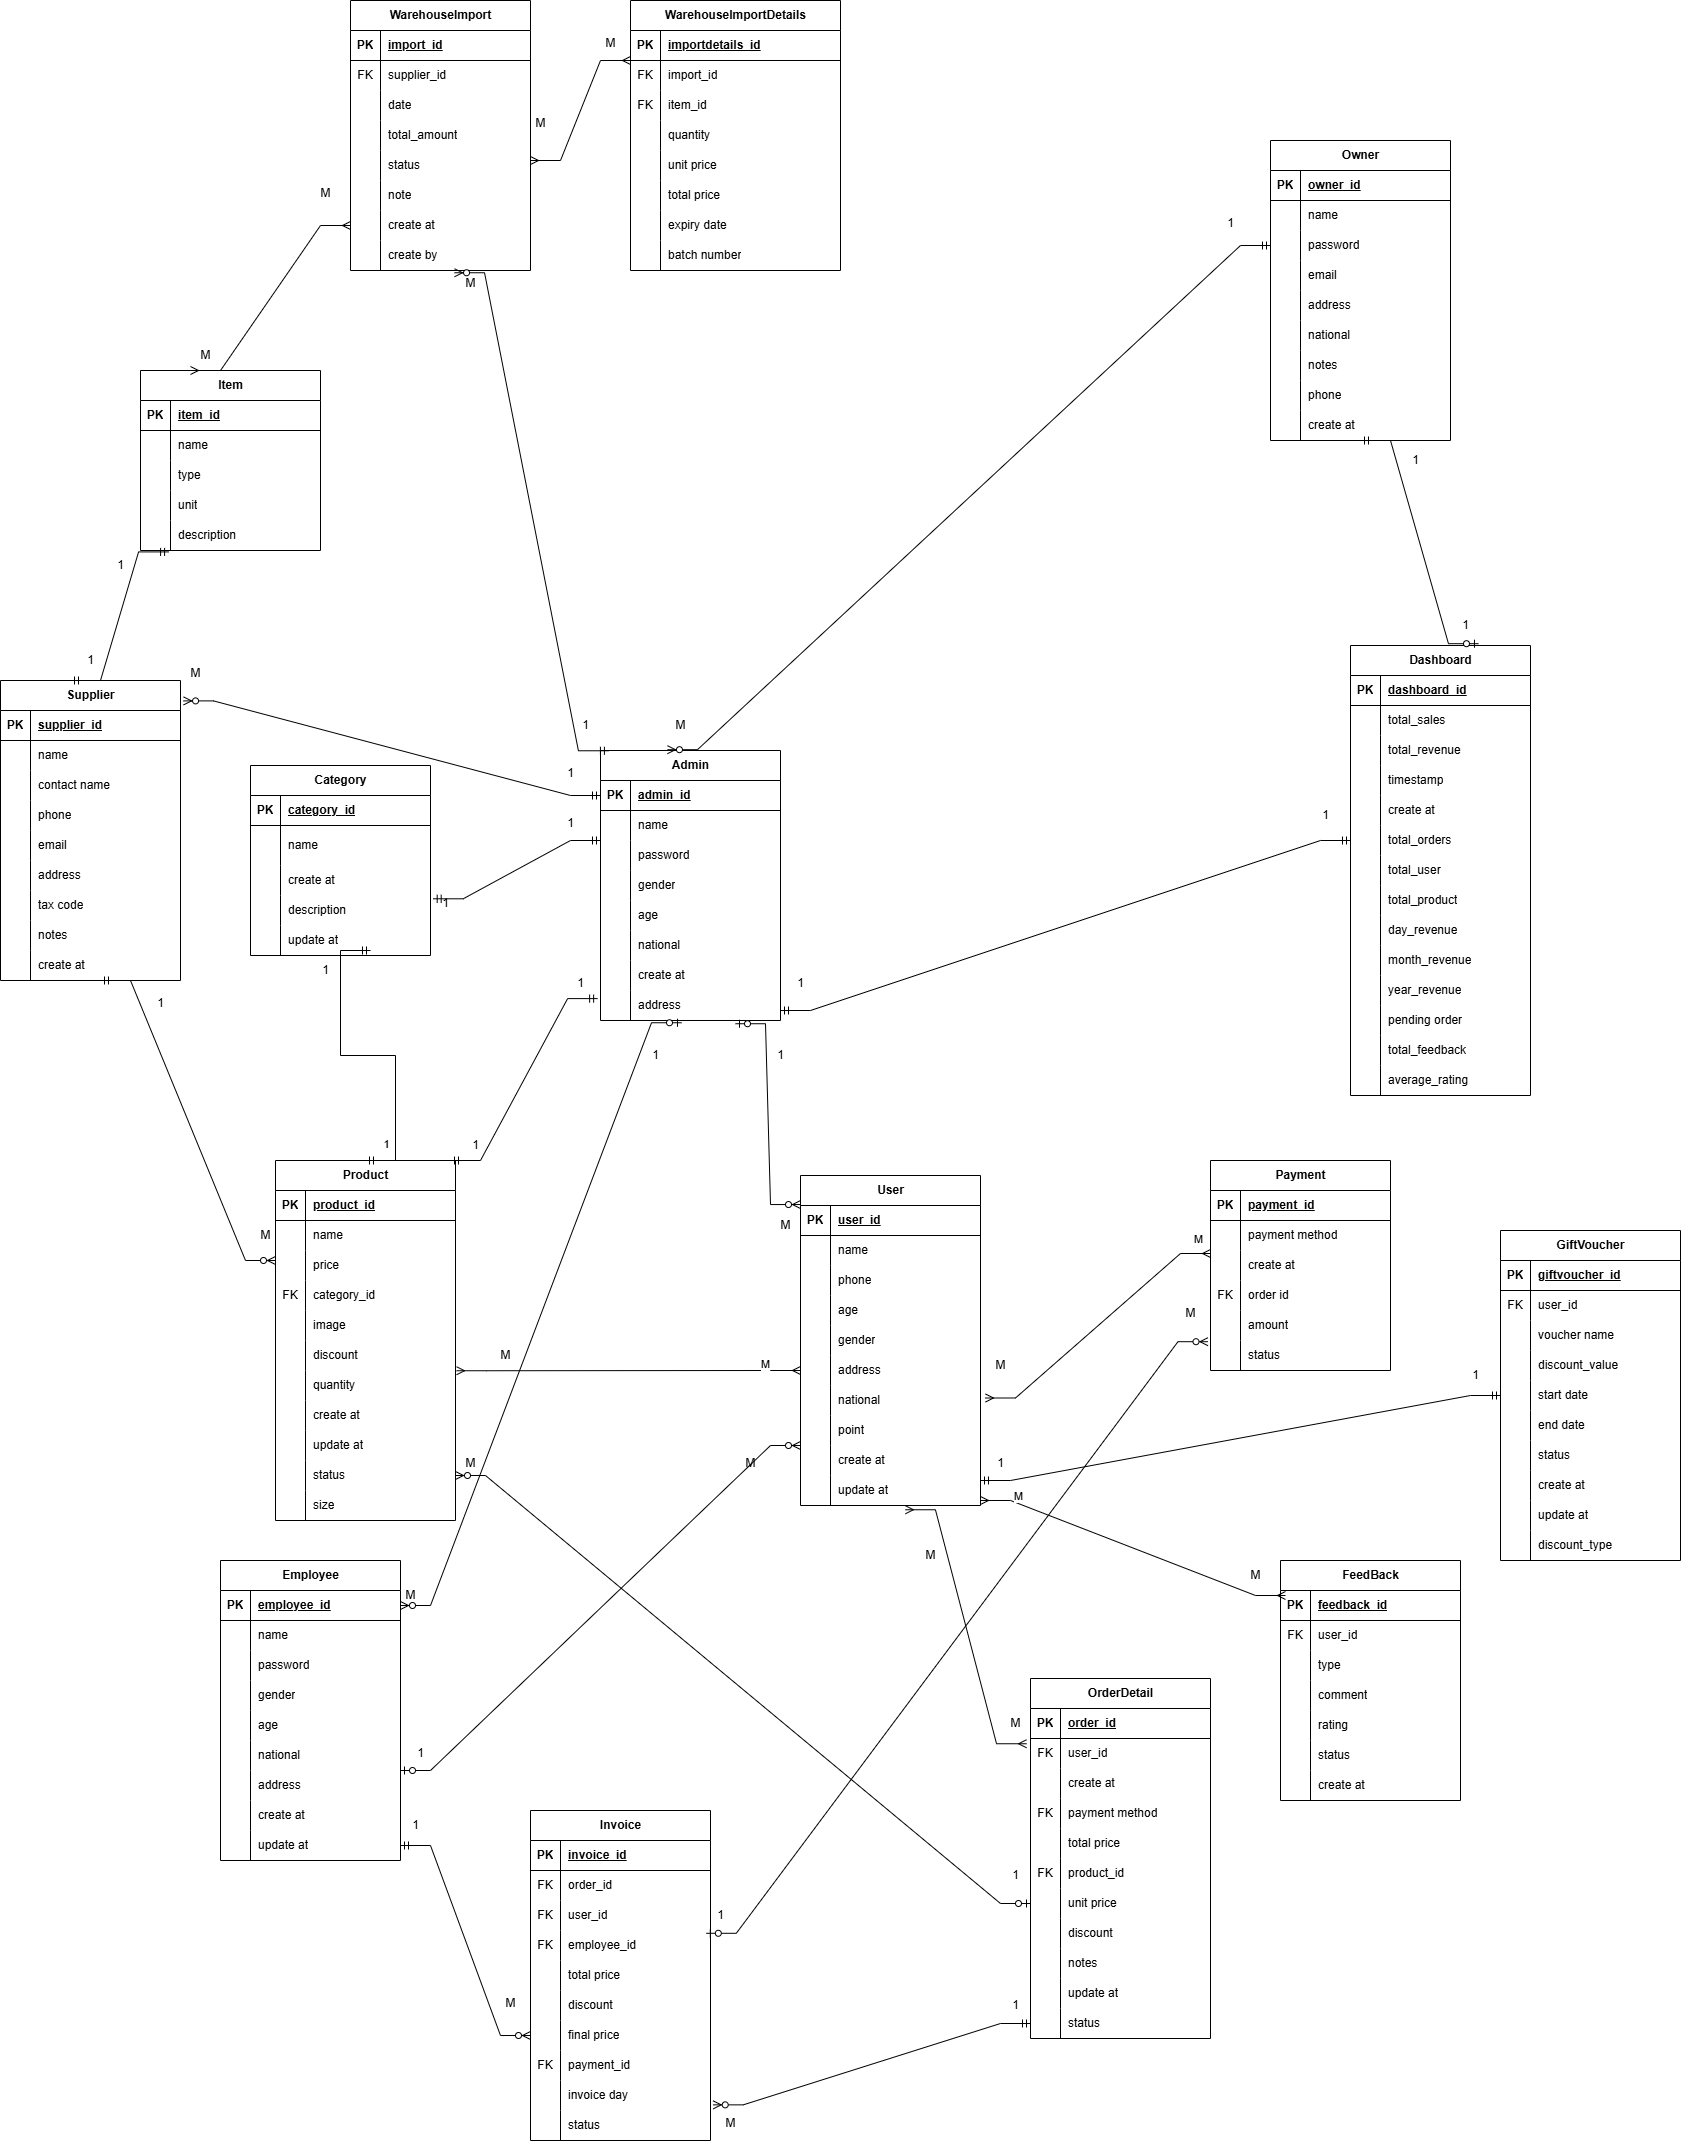 WarehouseImport
PK import_id
FK supplier_id
date
total_amount
status
note
create at
create by
WarehouseImportDetails
PK importdetails_id
FK import_id
FK item_id
quantity
unit price
total price
expiry date
batch number
M
M
M
M
M
Owner
PK owner_id
name
password
email
address
national
notes
phone
create at
1
1
1
Item
PK item_id
name
type
unit
description
1
1
Supplier
PK supplier_id
name
contact name
phone
email
address
tax code
notes
create at
M
1
Category
PK category_id
name
create at
description
update at
1
1
Admin
PK admin_id
name
password
gender
age
national
create at
address
1
M
1
1
1
1
1
1
Dashboard
PK dashboard_id
total_sales
total_revenue
timestamp
create at
total_orders
total_user
total_product
day_revenue
month_revenue
year_revenue
pending order
total_feedback
average_rating
1
1
1
Product
PK product_id
name
price
FK category_id
image
discount
quantity
create at
update at
status
size
M
M
M
User
PK user_id
name
phone
age
gender
address
national
point
create at
update at
M
M
M
M
1
M
M
Payment
PK payment_id
payment method
create at
FK order id
amount
status
M
M
GiftVoucher
PK giftvoucher_id
FK user_id
voucher name
discount_value
start date
end date
status
create at
update at
discount_type
1
FeedBack
PK feedback_id
FK user_id
type
comment
rating
status
create at
M
Employee
PK employee_id
name
password
gender
age
national
address
create at
update at
M
1
1
Invoice
PK invoice_id
FK order_id
FK user_id
FK employee_id
total price
discount
final price
FK payment_id
invoice day
status
1
M
M
OrderDetail
PK order_id
FK user_id
create at
FK payment method
total price
FK product_id
unit price
discount
notes
update at
status
M
1
1